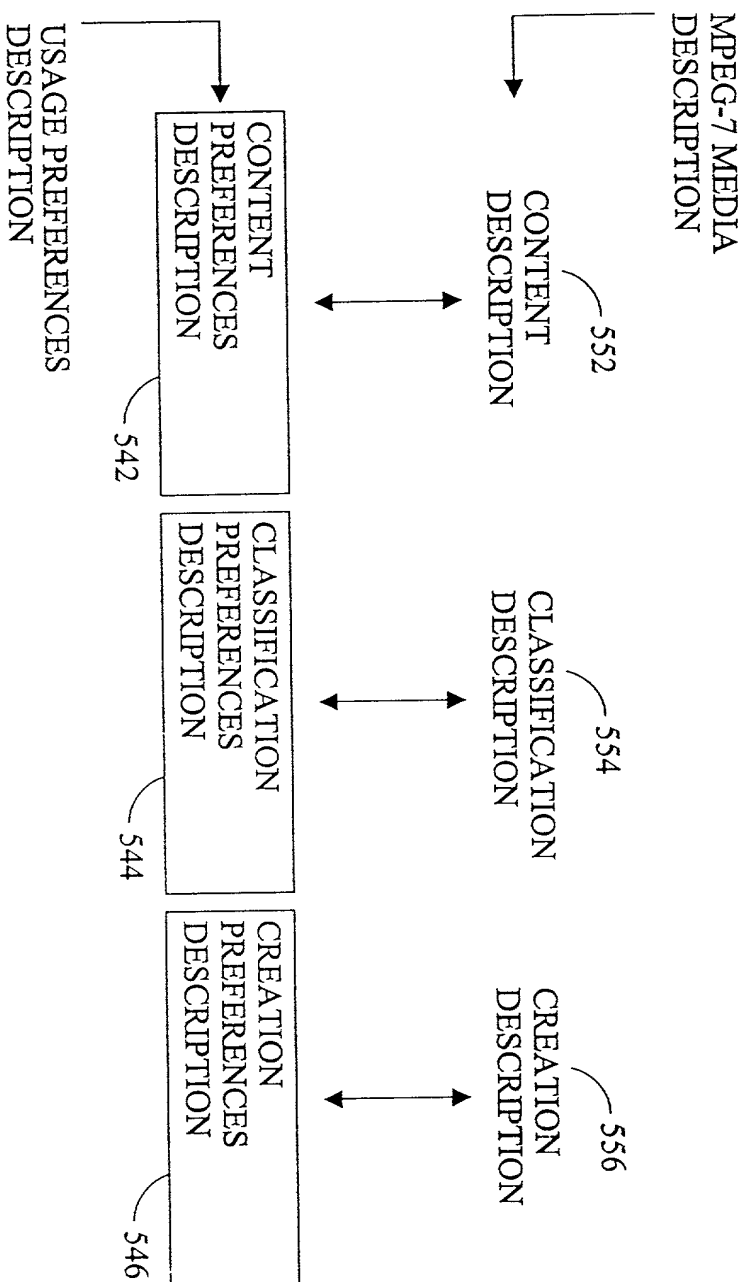 MPEG-7 MEDIA
DESCRIPTION
552
CONTENT
DESCRIPTION
554
CLASSIFICATION
DESCRIPTION
556
CREATION
DESCRIPTION
CONTENT
PREFERENCES
DESCRIPTION
542
CLASSIFICATION
PREFERENCES
DESCRIPTION
544
CREATION
PREFERENCES
DESCRIPTION
546
USAGE PREFERENCES
DESCRIPTION